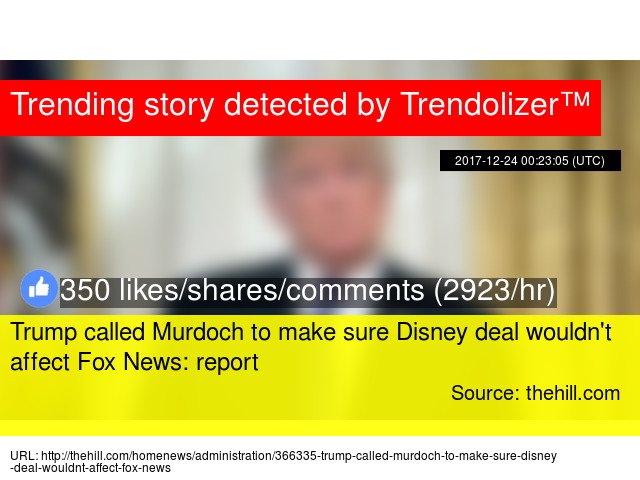 Trending story detected by Trendolizer™
2017-12-24 00:23:05 (UTC)
350 likes/shares/comments (2923/hr)
Trump called Murdoch to make sure Disney deal wouldn't
affect Fox News: report
Source: thehill.com
URL: http://thehill.com/homenews/administration/366335-trump-called-murdoch-to-make-sure-disney
-deal-wouldnt-affect-fox-news